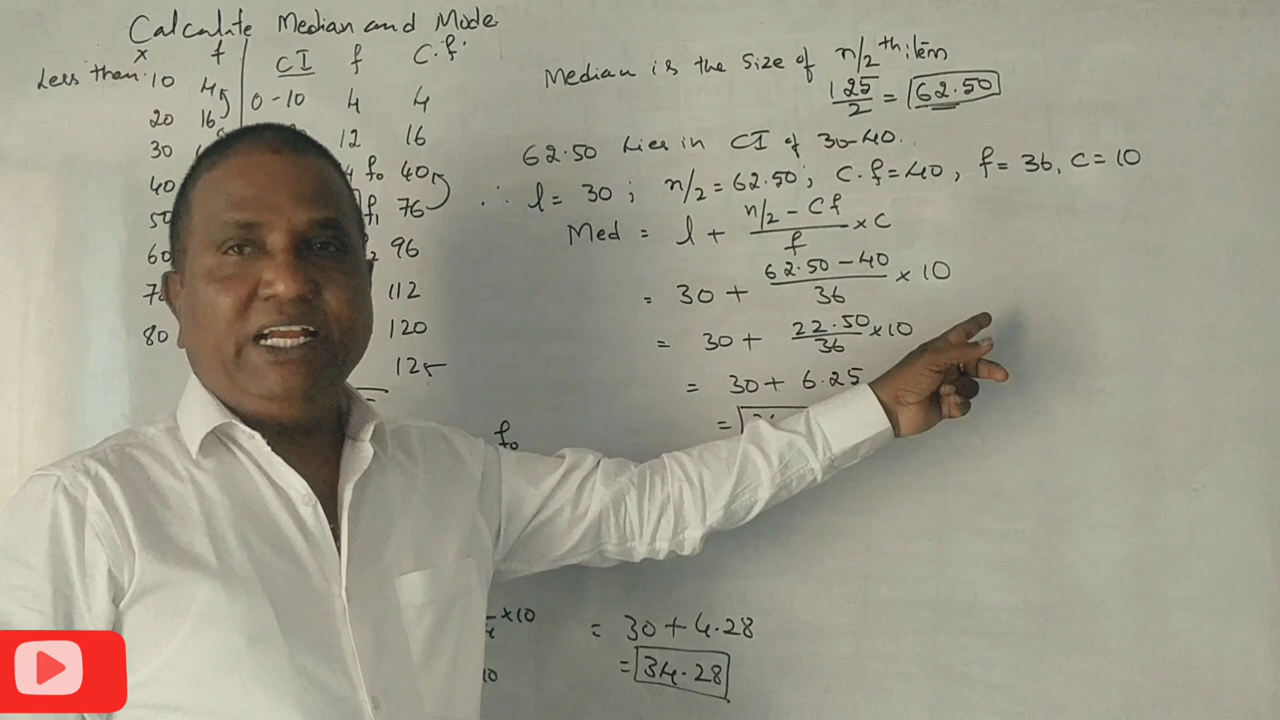 Calculate Median and Mode
x f CI f C.f.
Less than 10 4 0-10 4 4
20 16 12 16
30 f₀ 40
40 f₁ 76
50 96
60 112
70 120
80 125
Median is the size of n/2 th item
125/2 = 62.50
62.50 lies in CI of 30-40.
∴ l = 30 ; n/2 = 62.50 ; C.f = 40 , f = 36, c = 10
Med = l + (n/2 - Cf)/f × c
= 30 + (62.50 - 40)/36 × 10
= 30 + 22.50/36 × 10
= 30 + 6.25
=
f₀
×10 = 30 + 4.28
10 = 34.28